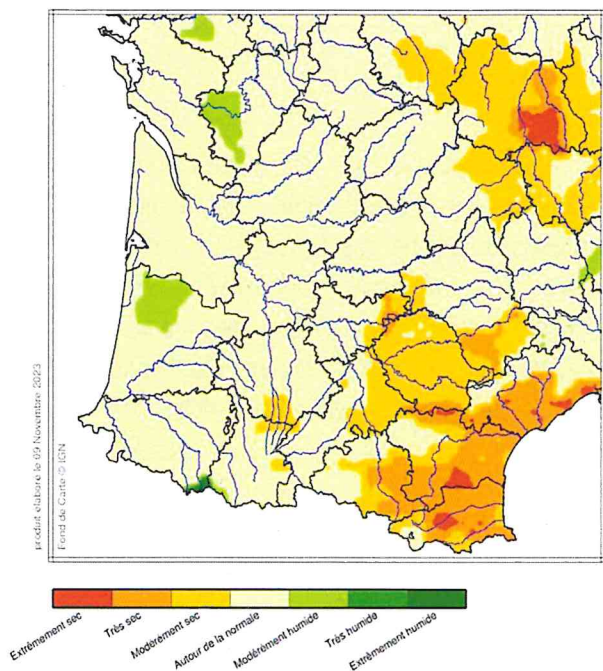 produit élaboré le 09 Novembre 2023
Fond de Carte © IGN
Extrêmement sec
Très sec
Modérément sec
Autour de la normale
Modérément humide
Très humide
Extrêmement humide